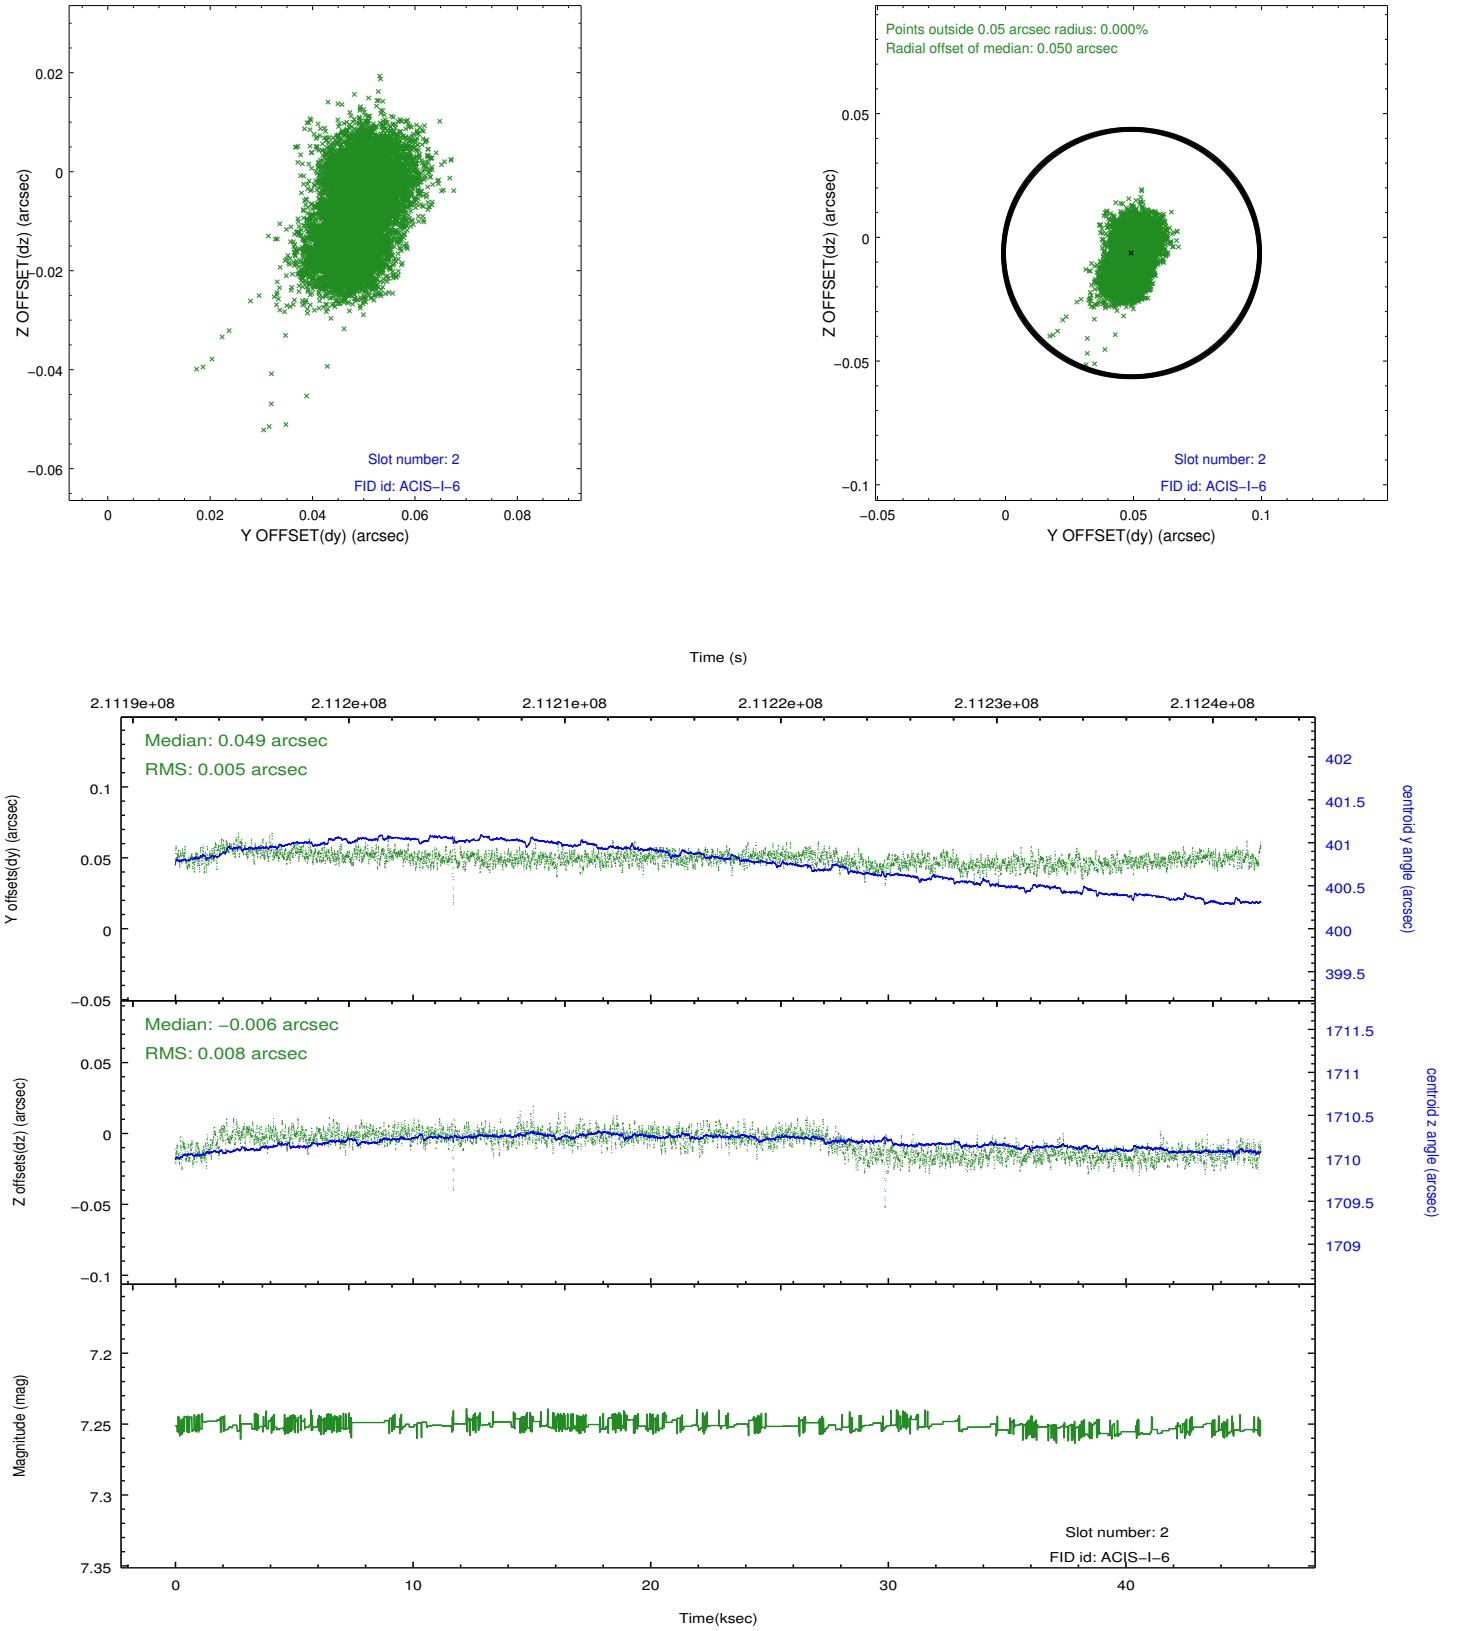 0.02
0
−0.02
−0.04
−0.06
Z OFFSET(dz) (arcsec)
Slot number: 2
FID id: ACIS−I−6
0 0.02 0.04 0.06 0.08
Y OFFSET(dy) (arcsec)
Points outside 0.05 arcsec radius: 0.000%
Radial offset of median: 0.050 arcsec
0.05
0
−0.05
−0.1
Z OFFSET(dz) (arcsec)
Slot number: 2
FID id: ACIS−I−6
−0.05 0 0.05 0.1
Y OFFSET(dy) (arcsec)
Time (s)
2.1119e+08 2.112e+08 2.1121e+08 2.1122e+08 2.1123e+08 2.1124e+08
Median: 0.049 arcsec
RMS: 0.005 arcsec
0.1
0.05
0
−0.05
Y offsets(dy) (arcsec)
402
401.5
401
400.5
400
399.5
centroid y angle (arcsec)
Median: −0.006 arcsec
RMS: 0.008 arcsec
0.05
0
−0.05
−0.1
Z offsets(dz) (arcsec)
1711.5
1711
1710.5
1710
1709.5
1709
centroid z angle (arcsec)
7.2
7.25
7.3
7.35
Magnitude (mag)
Slot number: 2
FID id: ACIS−I−6
0 10 20 30 40
Time(ksec)